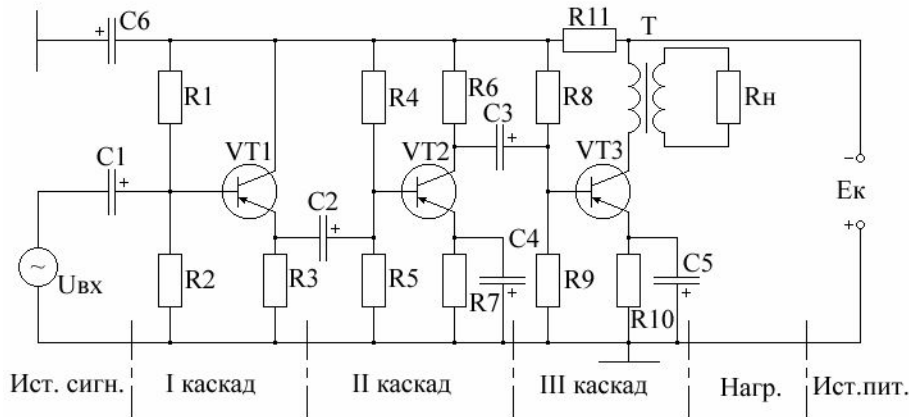 C6
R11
T
R1
R4
R6
R8
Rн
C3
C1
VT1
VT2
VT3
−
Eк
+
C2
C4
C5
~
Uвх
R2
R3
R5
R7
R9
R10
Ист. сигн.
I каскад
II каскад
III каскад
Нагр.
Ист.пит.